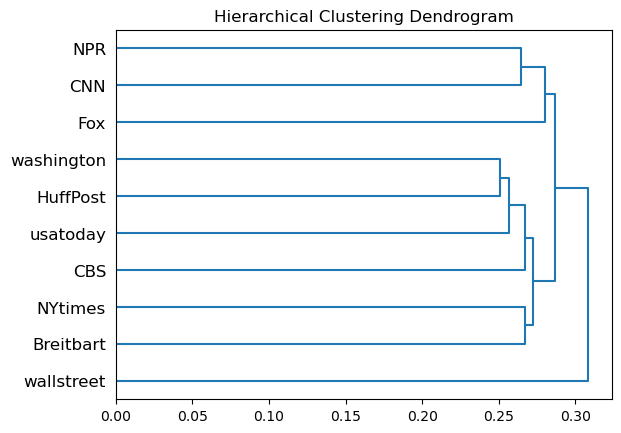 Hierarchical Clustering Dendrogram
NPR
CNN
Fox
washington
HuffPost
usatoday
CBS
NYtimes
Breitbart
wallstreet
0.00 0.05 0.10 0.15 0.20 0.25 0.30